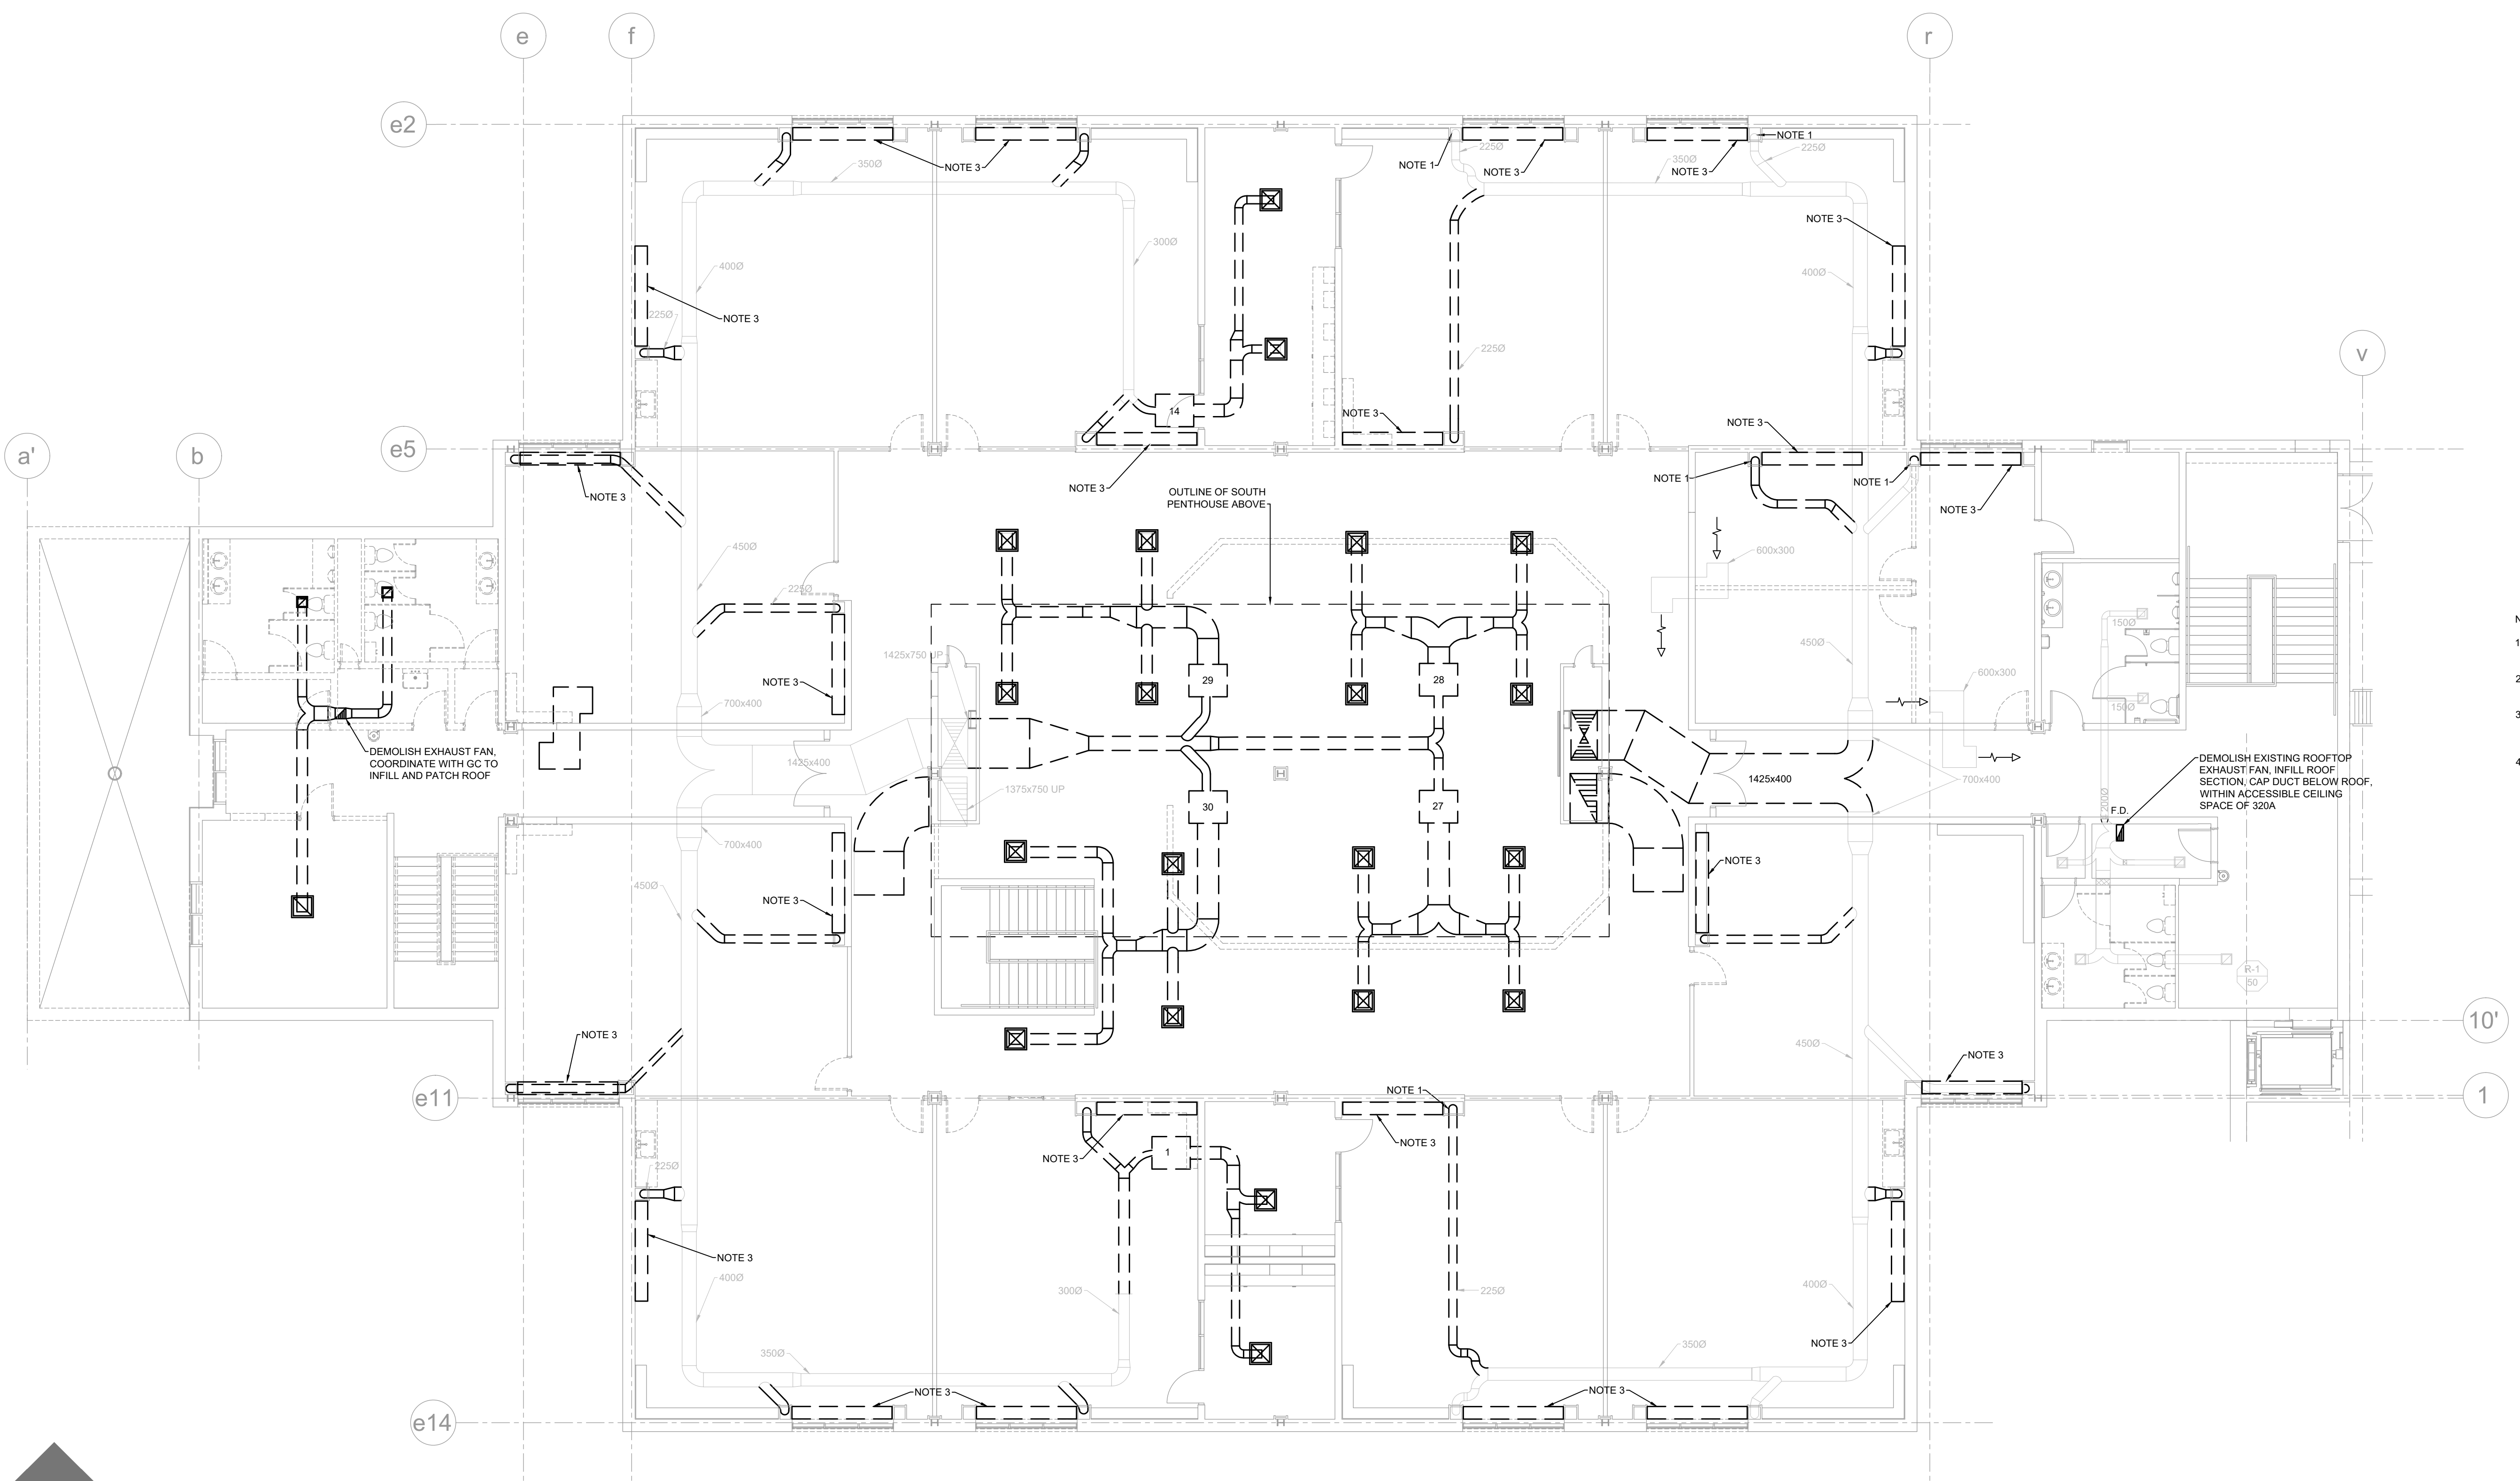 e
f
r
e2
NOTE 1
225Ø
NOTE 1
225Ø
350Ø
350Ø
NOTE 3
NOTE 3
NOTE 3
NOTE 3
300Ø
400Ø
400Ø
225Ø
NOTE 3
225Ø
v
14
NOTE 3
NOTE 3
a'
b
e5
NOTE 3
NOTE 3
NOTE 1
NOTE 1
NOTE 3
OUTLINE OF SOUTH
PENTHOUSE ABOVE
450Ø
600x300
225Ø
150Ø
N
1
450Ø
1425x750 UP
600x300
2
29
28
NOTE 3
700x400
150Ø
3
DEMOLISH EXHAUST FAN,
COORDINATE WITH GC TO
INFILL AND PATCH ROOF
1425x400
1425x400
700x400
4
DEMOLISH EXISTING ROOFTOP
EXHAUST FAN, INFILL ROOF
SECTION, CAP DUCT BELOW ROOF,
WITHIN ACCESSIBLE CEILING
SPACE OF 320A
1375x750 UP
30
27
200Ø
F.D.
700x400
NOTE 3
450Ø
NOTE 3
R-1
50
10'
NOTE 3
450Ø
NOTE 3
e11
NOTE 1
1
NOTE 3
NOTE 3
1
225Ø
NOTE 3
400Ø
300Ø
225Ø
400Ø
350Ø
350Ø
NOTE 3
NOTE 3
NOTE 3
e14